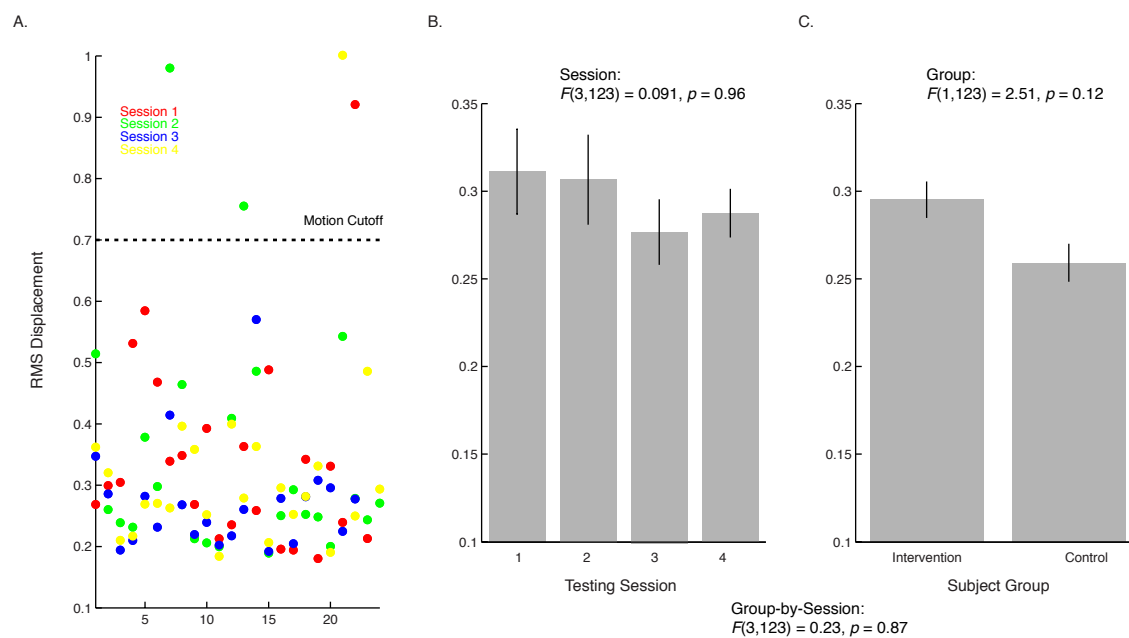 A.
B.
C.
Session:
F(3,123) = 0.091, p = 0.96
Group:
F(1,123) = 2.51, p = 0.12
Session 1
Session 2
Session 3
Session 4
Motion Cutoff
RMS Displacement
1
0.9
0.8
0.7
0.6
0.5
0.4
0.3
0.2
0.1
5
10
15
20
0.35
0.3
0.25
0.2
0.15
0.1
1
2
3
4
Testing Session
0.35
0.3
0.25
0.2
0.15
0.1
Intervention
Control
Subject Group
Group-by-Session:
F(3,123) = 0.23, p = 0.87